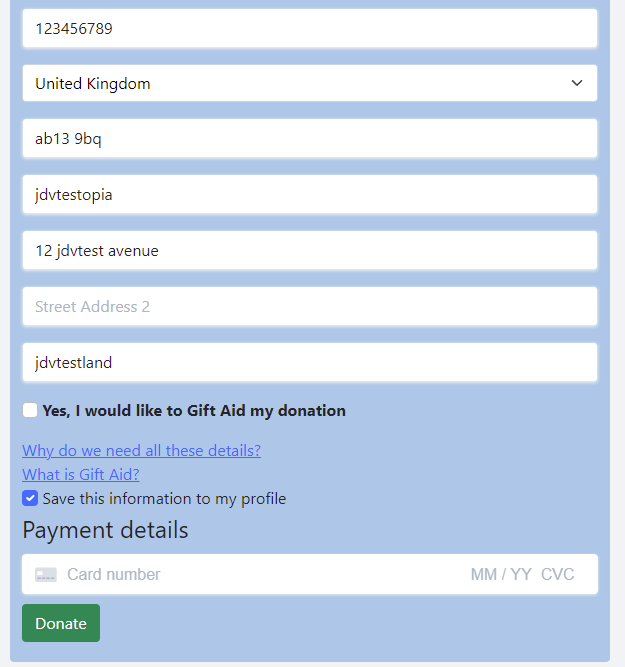 123456789
United Kingdom
ab13 9bq
jdvtestopia
12 jdvtest avenue
Street Address 2
jdvtestland
Yes, I would like to Gift Aid my donation
Why do we need all these details?
What is Gift Aid?
Save this information to my profile
Payment details
Card number MM / YY CVC
Donate